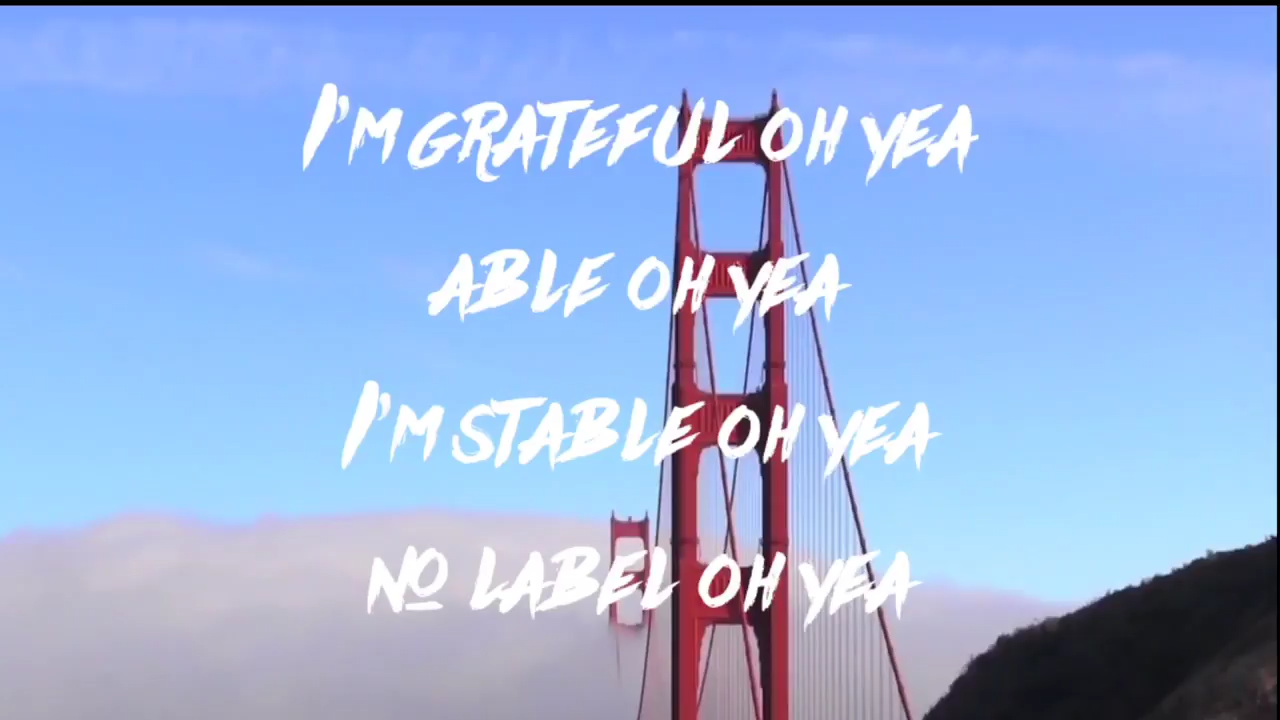 I'm grateful oh yea
able oh yea
I'm stable oh yea
no label oh yea